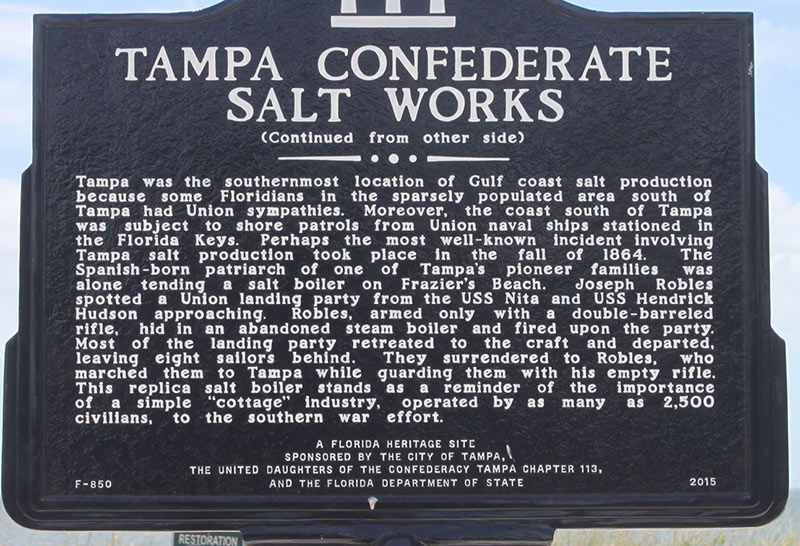 TAMPA CONFEDERATE
SALT WORKS
(Continued from other side)
Tampa was the southernmost location of Gulf coast salt production
because some Floridians in the sparsely populated area south of
Tampa had Union sympathies. Moreover, the coast south of Tampa
was subject to shore patrols from Union naval ships stationed in
the Florida Keys. Perhaps the most well-known incident involving
Tampa salt production took place in the fall of 1864. The
Spanish-born patriarch of one of Tampa's pioneer families was
alone tending a salt boiler on Frazier's Beach. Joseph Robles
spotted a Union landing party from the USS Nita and USS Hendrick
Hudson approaching. Robles, armed only with a double-barreled
rifle, hid in an abandoned steam boiler and fired upon the party.
Most of the landing party retreated to the craft and departed,
leaving eight sailors behind. They surrendered to Robles, who
marched them to Tampa while guarding them with his empty rifle.
This replica salt boiler stands as a reminder of the importance
of a simple "cottage" industry, operated by as many as 2,500
civilians, to the southern war effort.
A FLORIDA HERITAGE SITE
SPONSORED BY THE CITY OF TAMPA,
THE UNITED DAUGHTERS OF THE CONFEDERACY TAMPA CHAPTER 113,
F-850 AND THE FLORIDA DEPARTMENT OF STATE 2015
RESTORATION